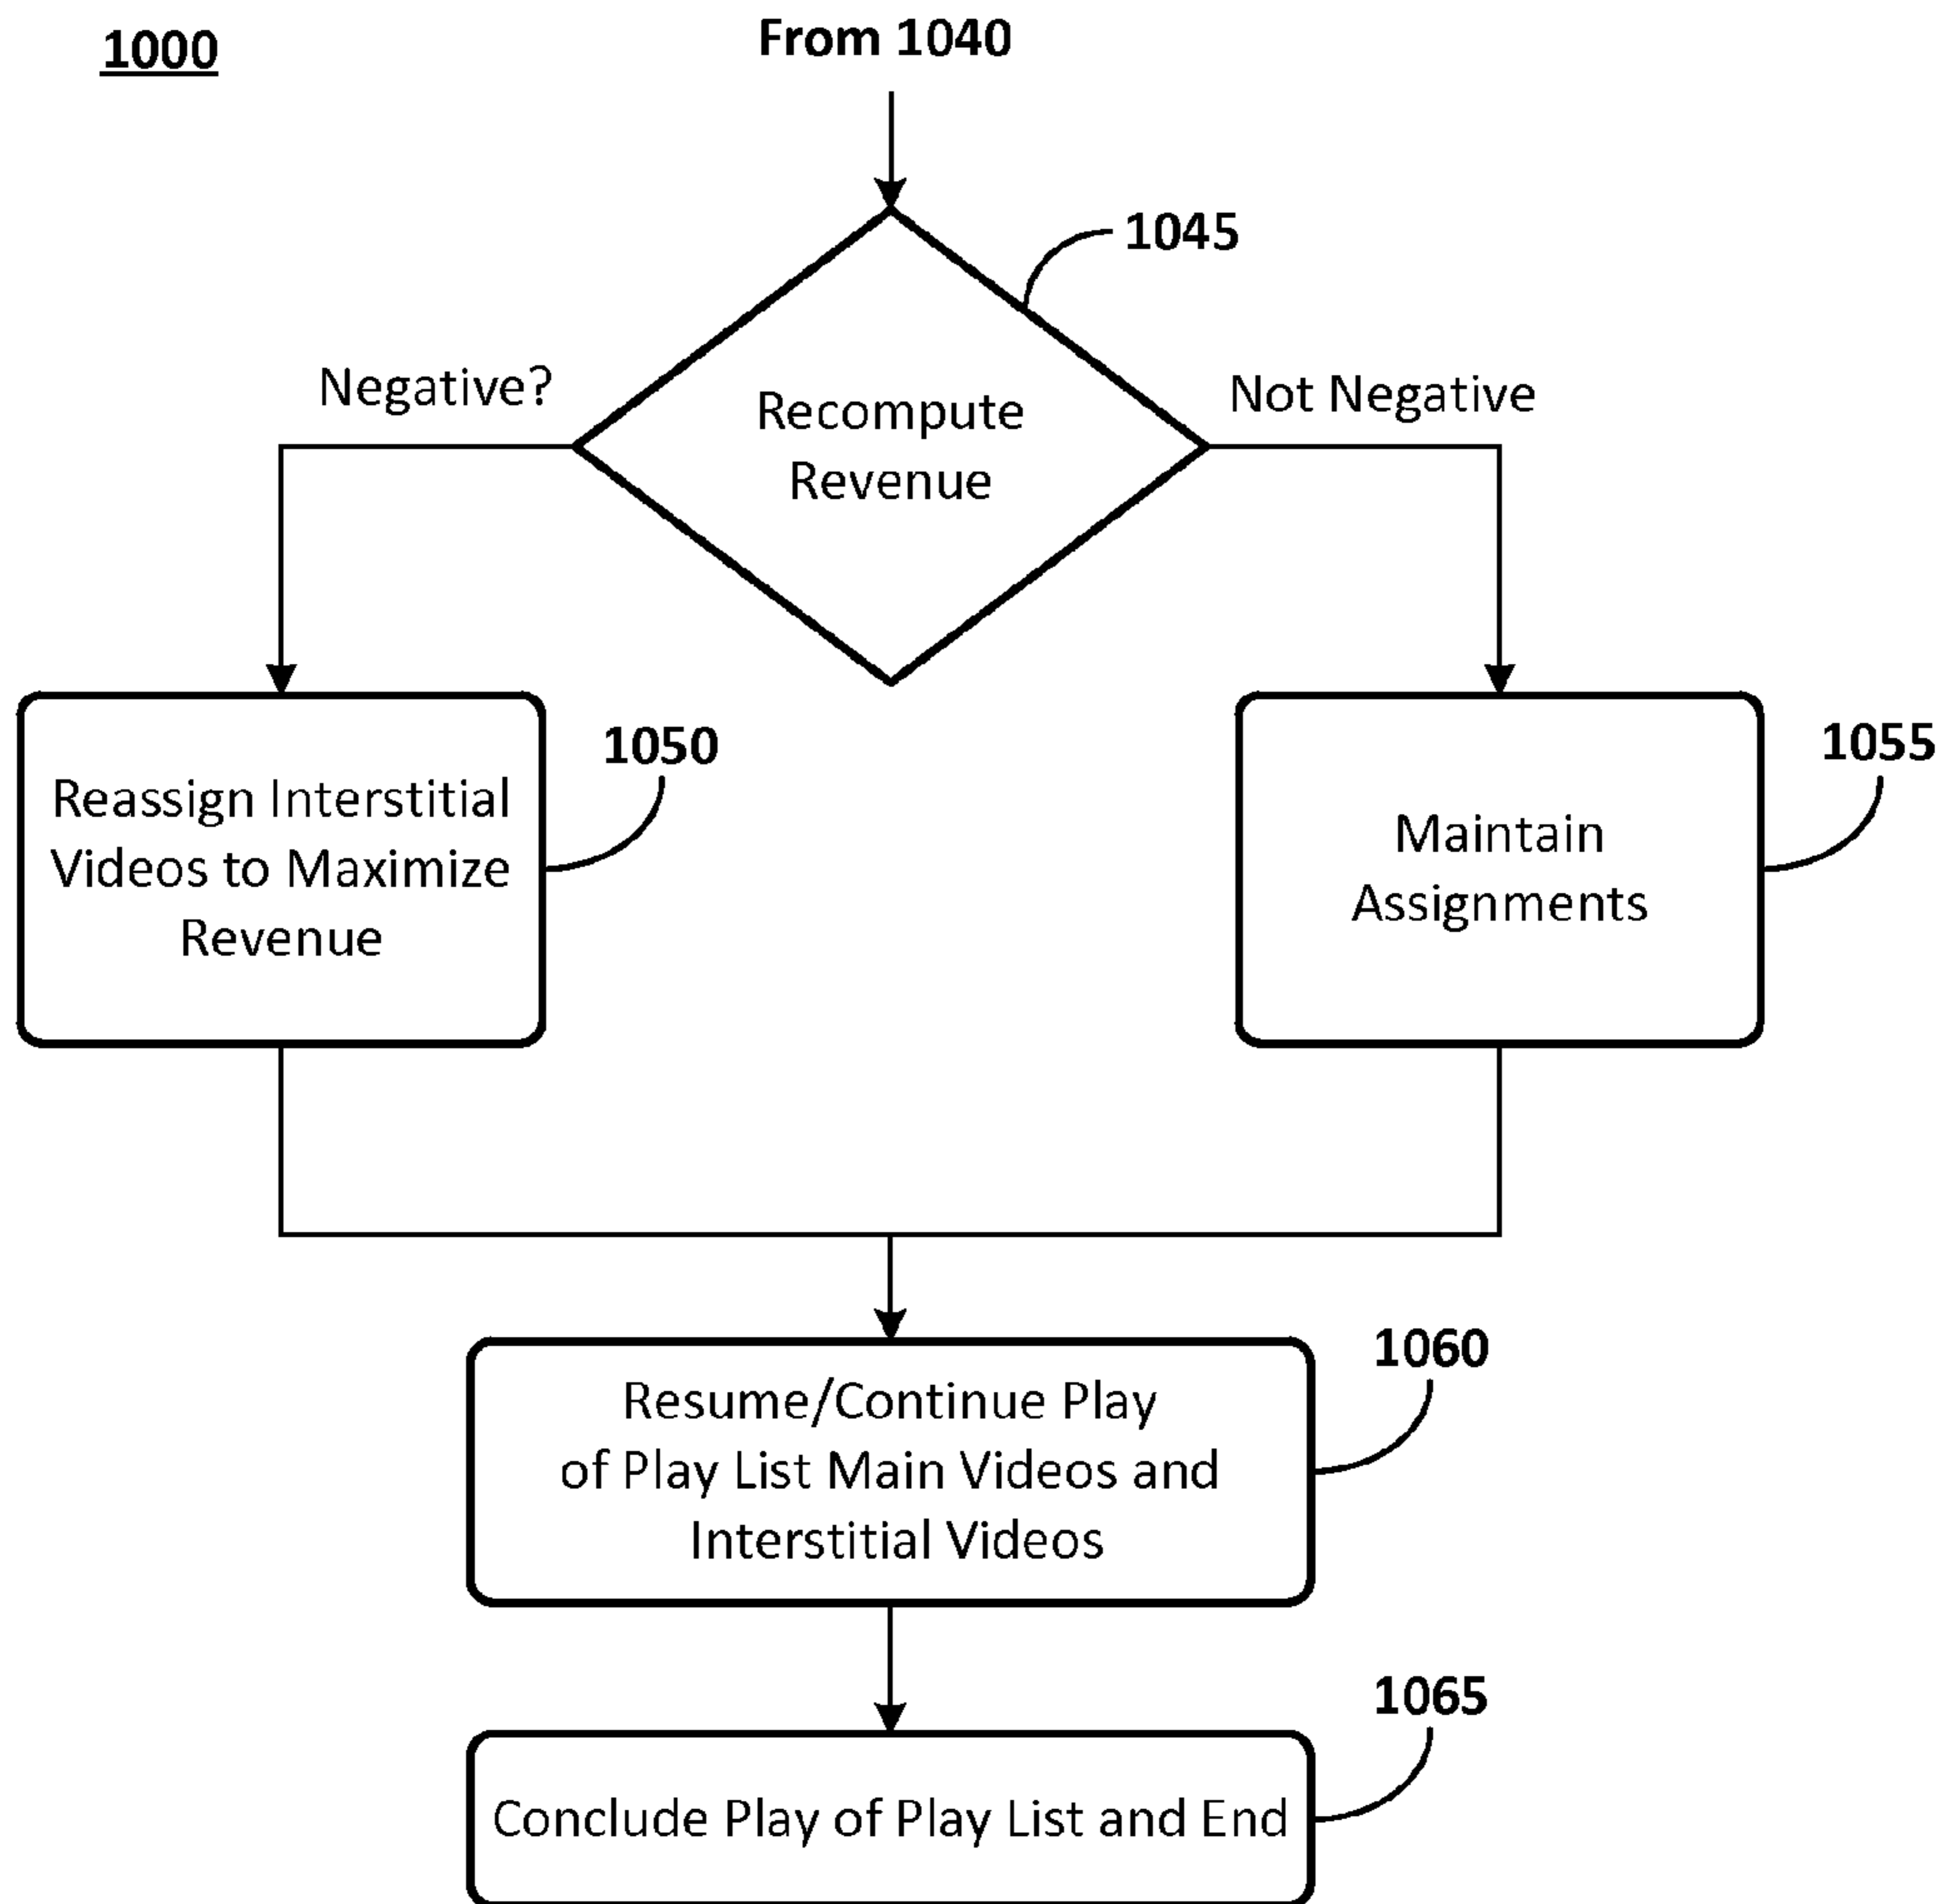 1000
From 1040
1045
Negative?
Not Negative
Recompute
Revenue
1050
1055
Reassign Interstitial
Videos to Maximize
Revenue
Maintain
Assignments
1060
Resume/Continue Play
of Play List Main Videos and
Interstitial Videos
1065
Conclude Play of Play List and End